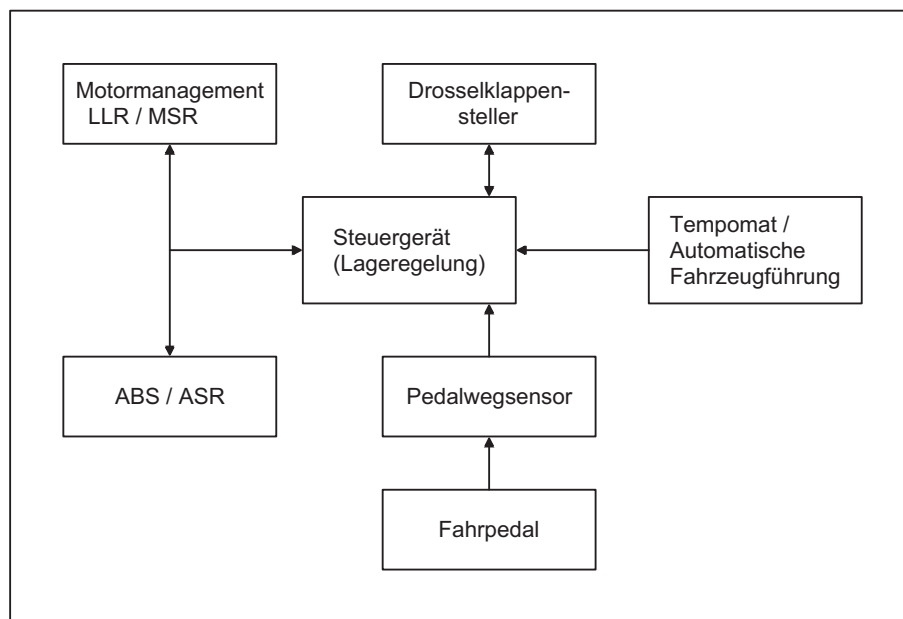 Motormanagement
LLR / MSR
Drosselklappen-
steller
Steuergerät
(Lageregelung)
Tempomat /
Automatische
Fahrzeugführung
ABS / ASR
Pedalwegsensor
Fahrpedal